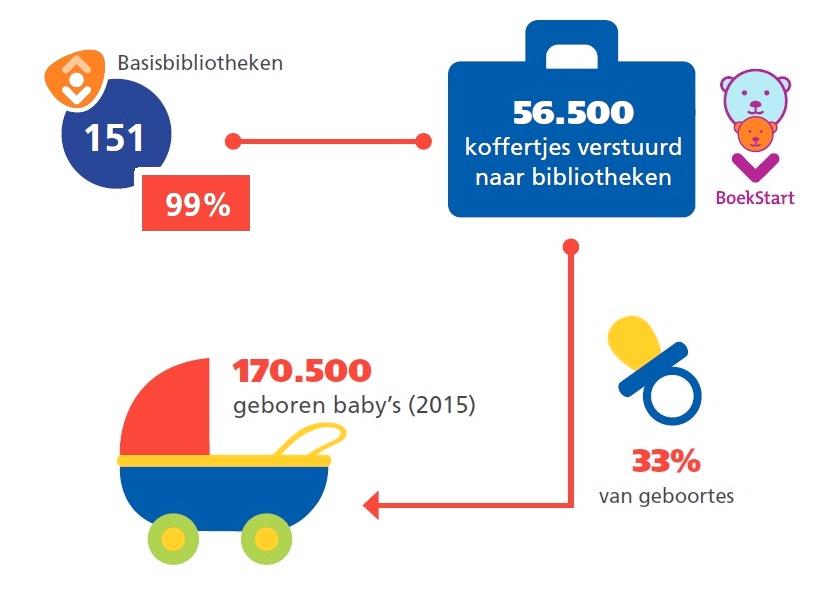 Basisbibliotheken
151
99%
56.500
koffertjes verstuurd
naar bibliotheken
BoekStart
170.500
geboren baby's (2015)
33%
van geboortes